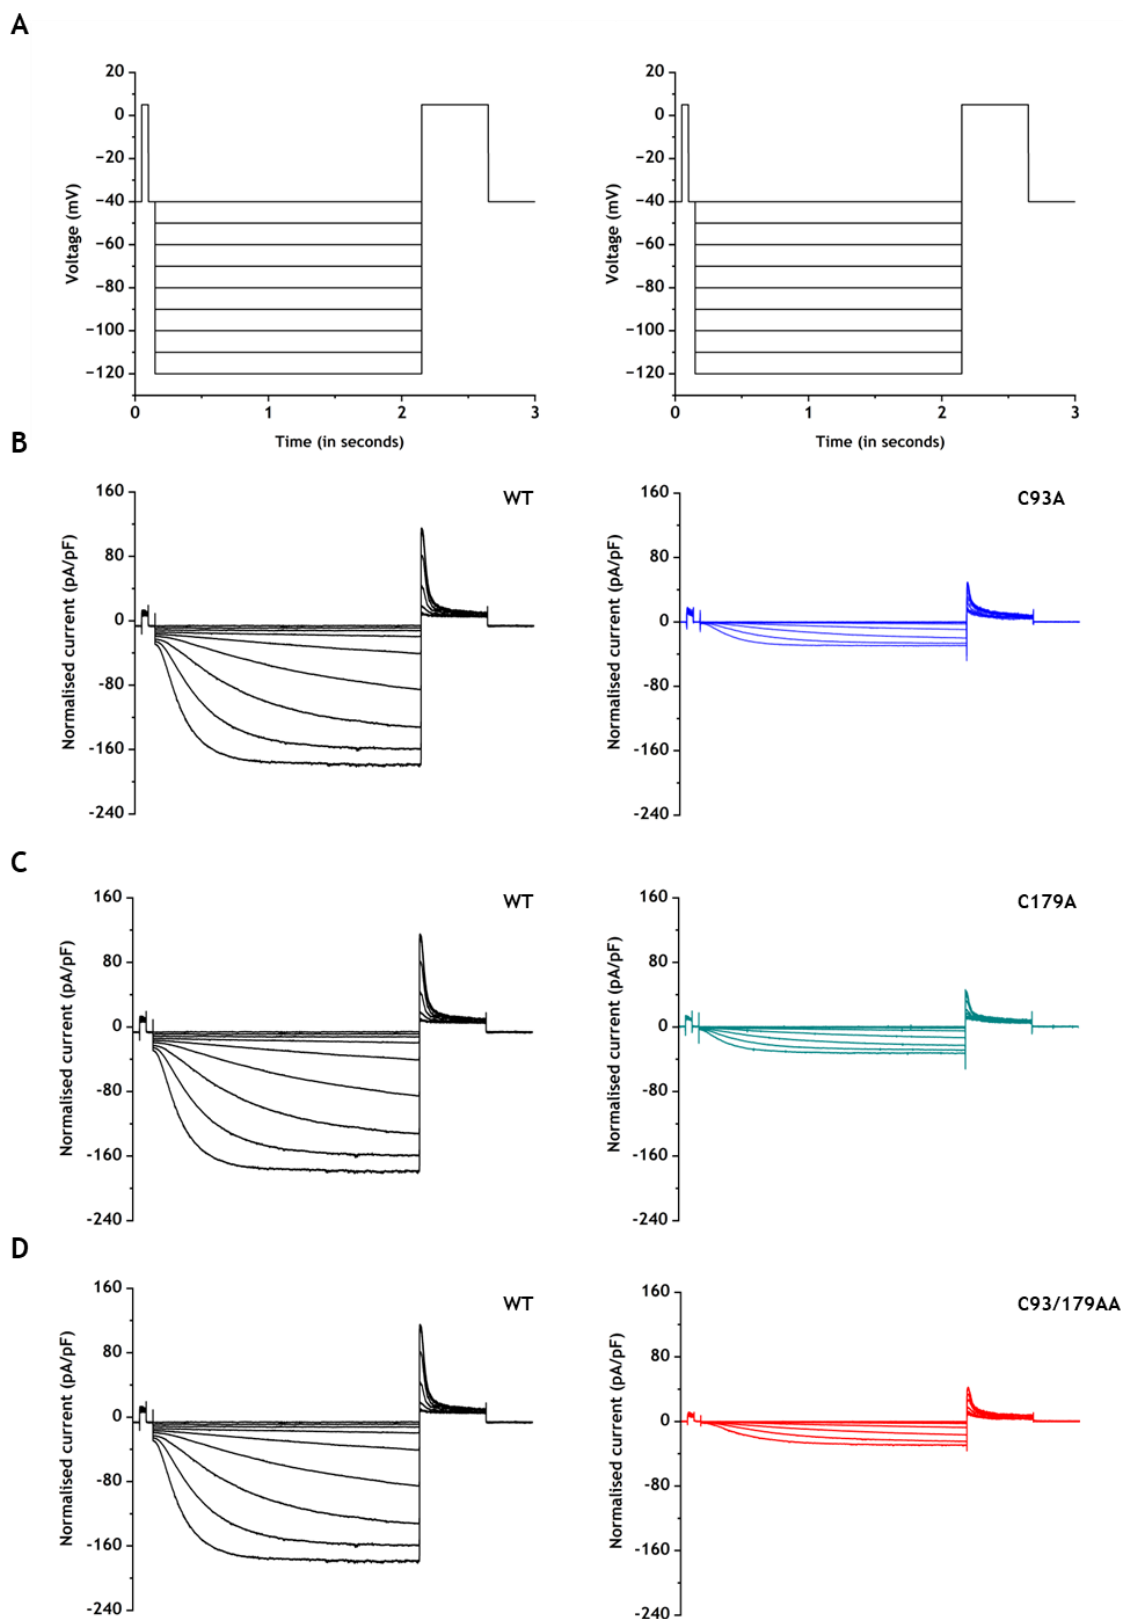 A
20
0
−20
−40
−60
−80
−100
−120
Voltage (mV)
0 1 2 3
Time (in seconds)
20
0
−20
−40
−60
−80
−100
−120
Voltage (mV)
0 1 2 3
Time (in seconds)
B
160
80
0
-80
-160
-240
Normalised current (pA/pF)
WT
160
80
0
-80
-160
-240
Normalised current (pA/pF)
C93A
C
160
80
0
-80
-160
-240
Normalised current (pA/pF)
WT
160
80
0
-80
-160
-240
Normalised current (pA/pF)
C179A
D
160
80
0
-80
-160
-240
Normalised current (pA/pF)
WT
160
80
0
-80
-160
-240
Normalised current (pA/pF)
C93/179AA